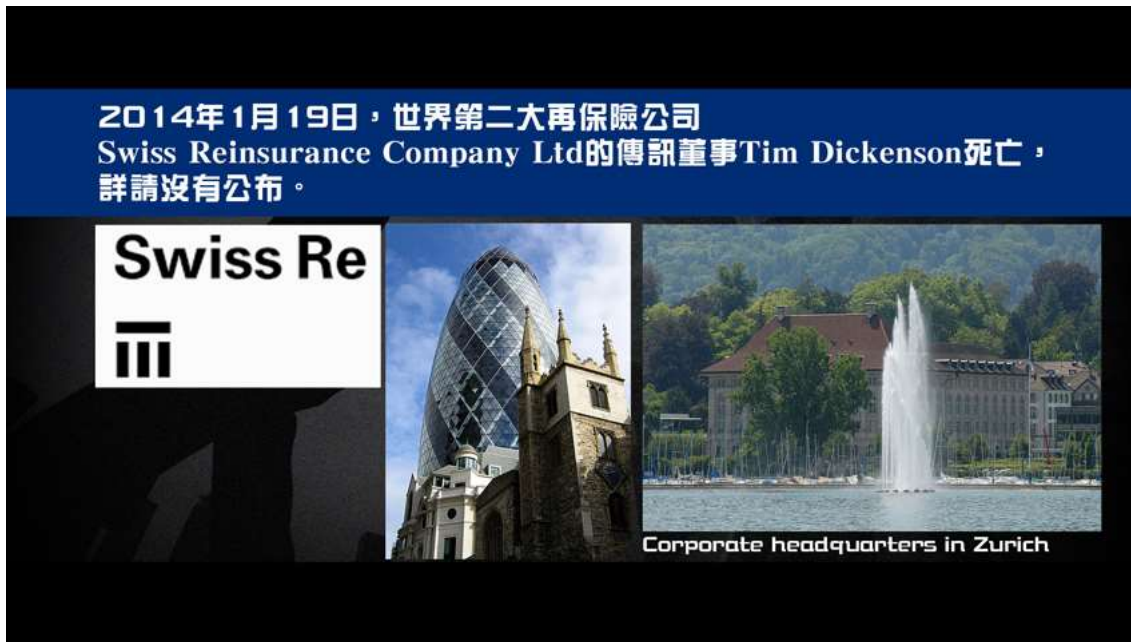 2014年1月19日，世界第二大再保險公司
Swiss Reinsurance Company Ltd的傳訊董事Tim Dickenson死亡，
詳請沒有公布。
Swiss Re
Corporate headquarters in Zurich